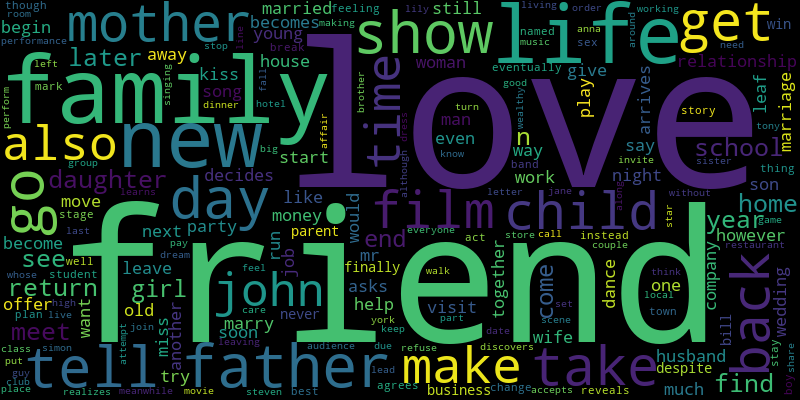 though
room
begin
performance
mother
becomes
later
away
married
feeling
making
young
stop
line
break
show
still
lily
living
order
working
life
named
music
anna
sex
around
need
get
win
family
left
mark
perform
singing
kiss
song
fall
house
dinner
hotel
brother
time
woman
eventually
good
wealthy
give
play
arrives
relationship
leaf
marriage
story
tony
love
turn
man
even
know
n
way
band
work
say
invite
school
sister
thing
also
new
group
big
start
affair
although
dress
go
daughter
learns
decides
day
move
stage
last
next
party
like
money
would
parent
film
letter
jane
child
night
along
without
son
home
star
year
game
however
become
see
well
whose
student
pay
dream
run
job
end
mr
everyone
act
store
call
instead
couple
company
restaurant
back
wedding
friend
return
leave
girl
feel
john
finally
asks
help
walk
visit
together
come
set
scene
dance
think
one
local
town
offer
high
plan
live
want
old
join
attempt
another
miss
marry
soon
care
never
leaving
york
keep
part
date
wife
bill
stay
meet
class
simon
put
guy
club
place
tell
father
realizes
meanwhile
try
movie
steven
best
audience
due
lead
agrees
refuse
make
business
discovers
change
take
accepts
reveals
husband
despite
much
find
boy
share